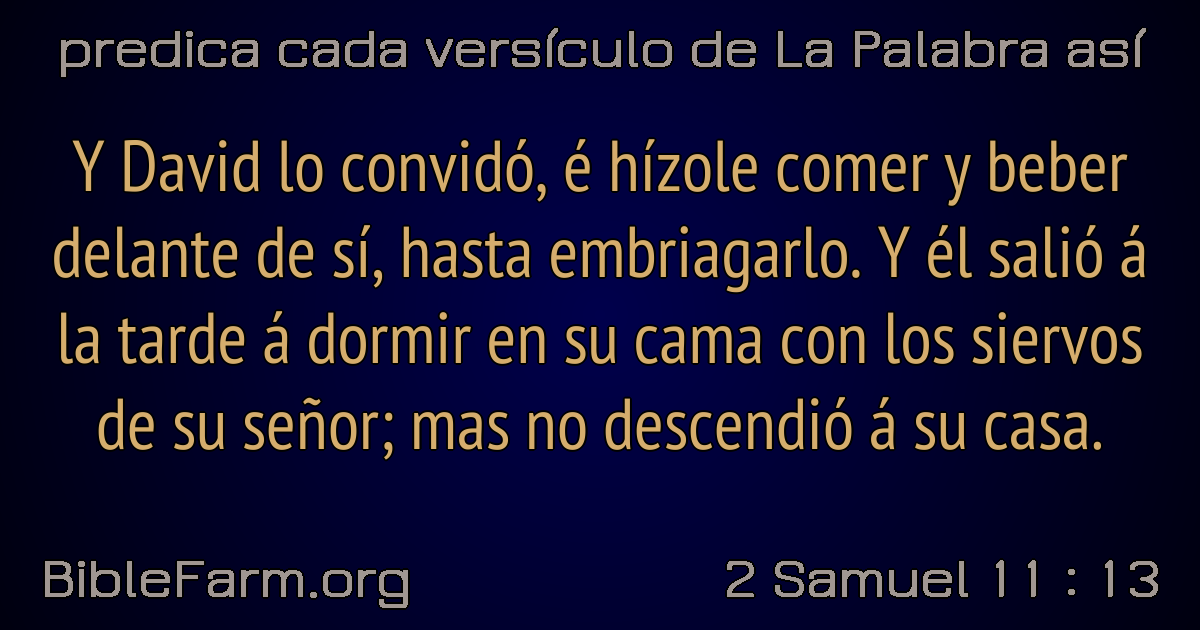 predica cada versículo de La Palabra así
Y David lo convidó, é hízole comer y beber
delante de sí, hasta embriagarlo. Y él salió á
la tarde á dormir en su cama con los siervos
de su señor; mas no descendió á su casa.
BibleFarm.org
2 Samuel 11 : 13